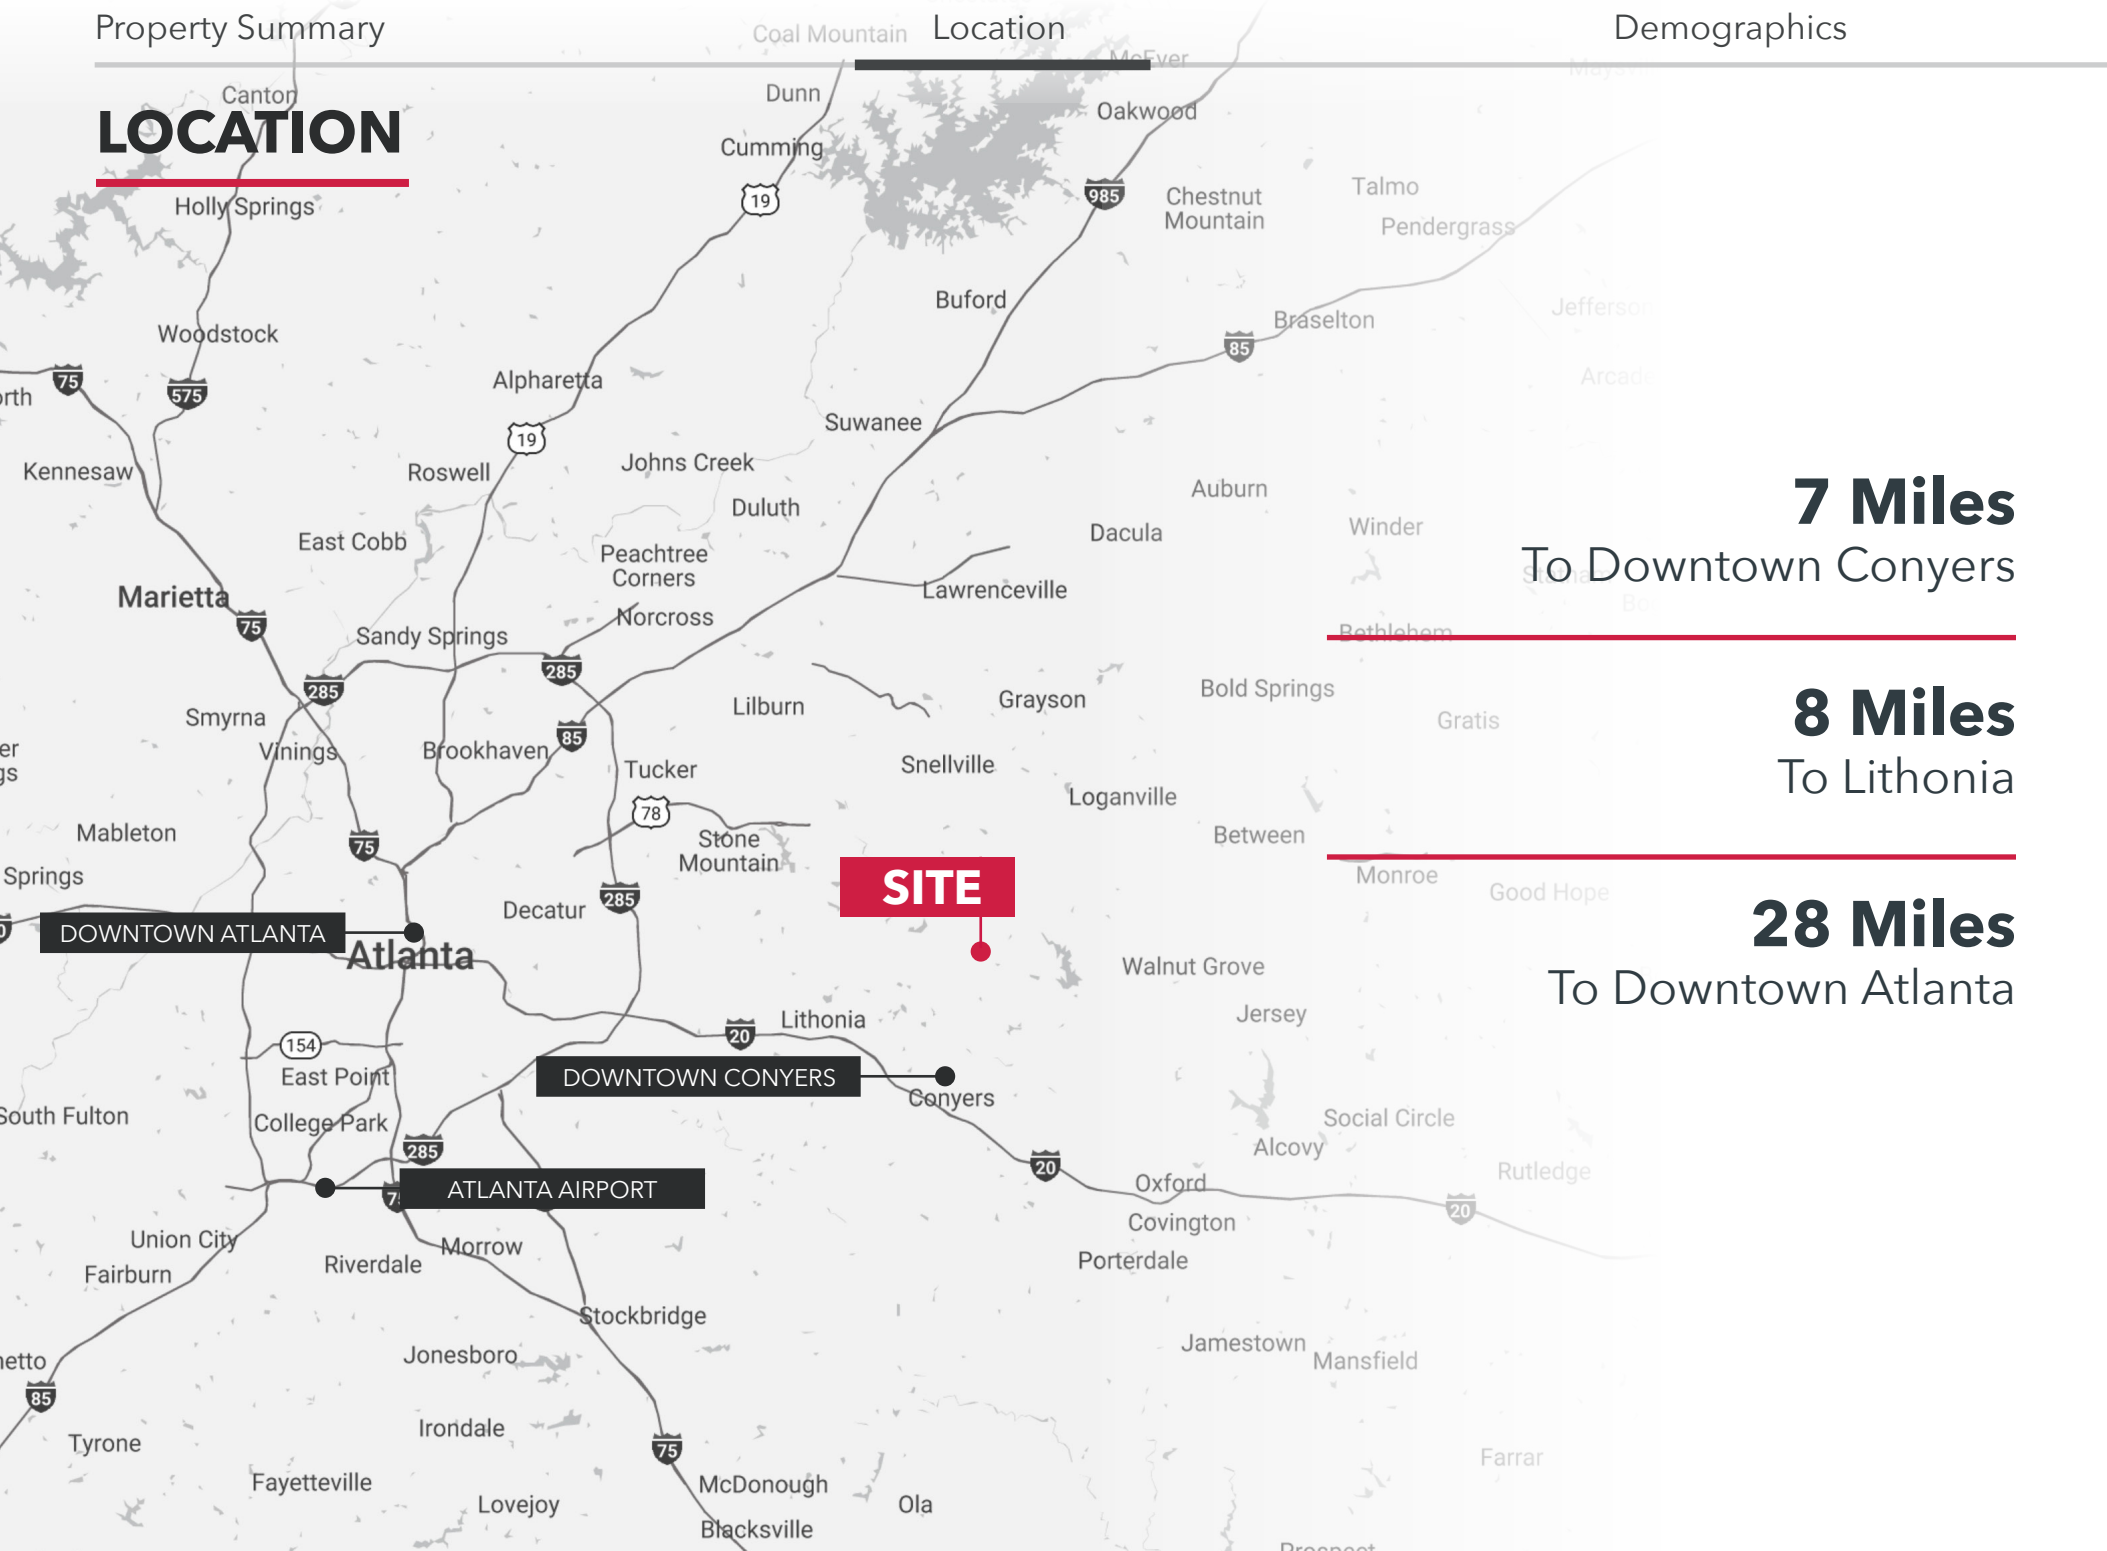 Property Summary
Location
Demographics
LOCATION
Coal Mountain
McEver
Canton
Dunn
Oakwood
Cumming
19
985
Chestnut
Mountain
Talmo
Pendergrass
Holly Springs
Buford
Braselton
85
Woodstock
75
575
Alpharetta
19
Suwanee
Kennesaw
Roswell
Johns Creek
Duluth
Auburn
Dacula
Winder
East Cobb
Peachtree
Corners
7 Miles
To Downtown Conyers
Marietta
75
Norcross
Lawrenceville
Sandy Springs
285
285
Bethlehem
Smyrna
Lilburn
Grayson
Bold Springs
Gratis
8 Miles
To Lithonia
Vinings
Brookhaven
85
Tucker
Snellville
Loganville
78
Mableton
75
Stone
Mountain
Between
Springs
SITE
Monroe
Good Hope
285
Decatur
DOWNTOWN ATLANTA
Atlanta
28 Miles
To Downtown Atlanta
Walnut Grove
Jersey
20
Lithonia
154
East Point
DOWNTOWN CONYERS
Conyers
South Fulton
College Park
285
Social Circle
Alcovy
20
Rutledge
ATLANTA AIRPORT
Oxford
20
Covington
Union City
Morrow
Riverdale
Porterdale
Fairburn
Stockbridge
Jonesboro
Jamestown
Mansfield
85
Irondale
Tyrone
75
Farrar
Fayetteville
Lovejoy
McDonough
Ola
Blacksville